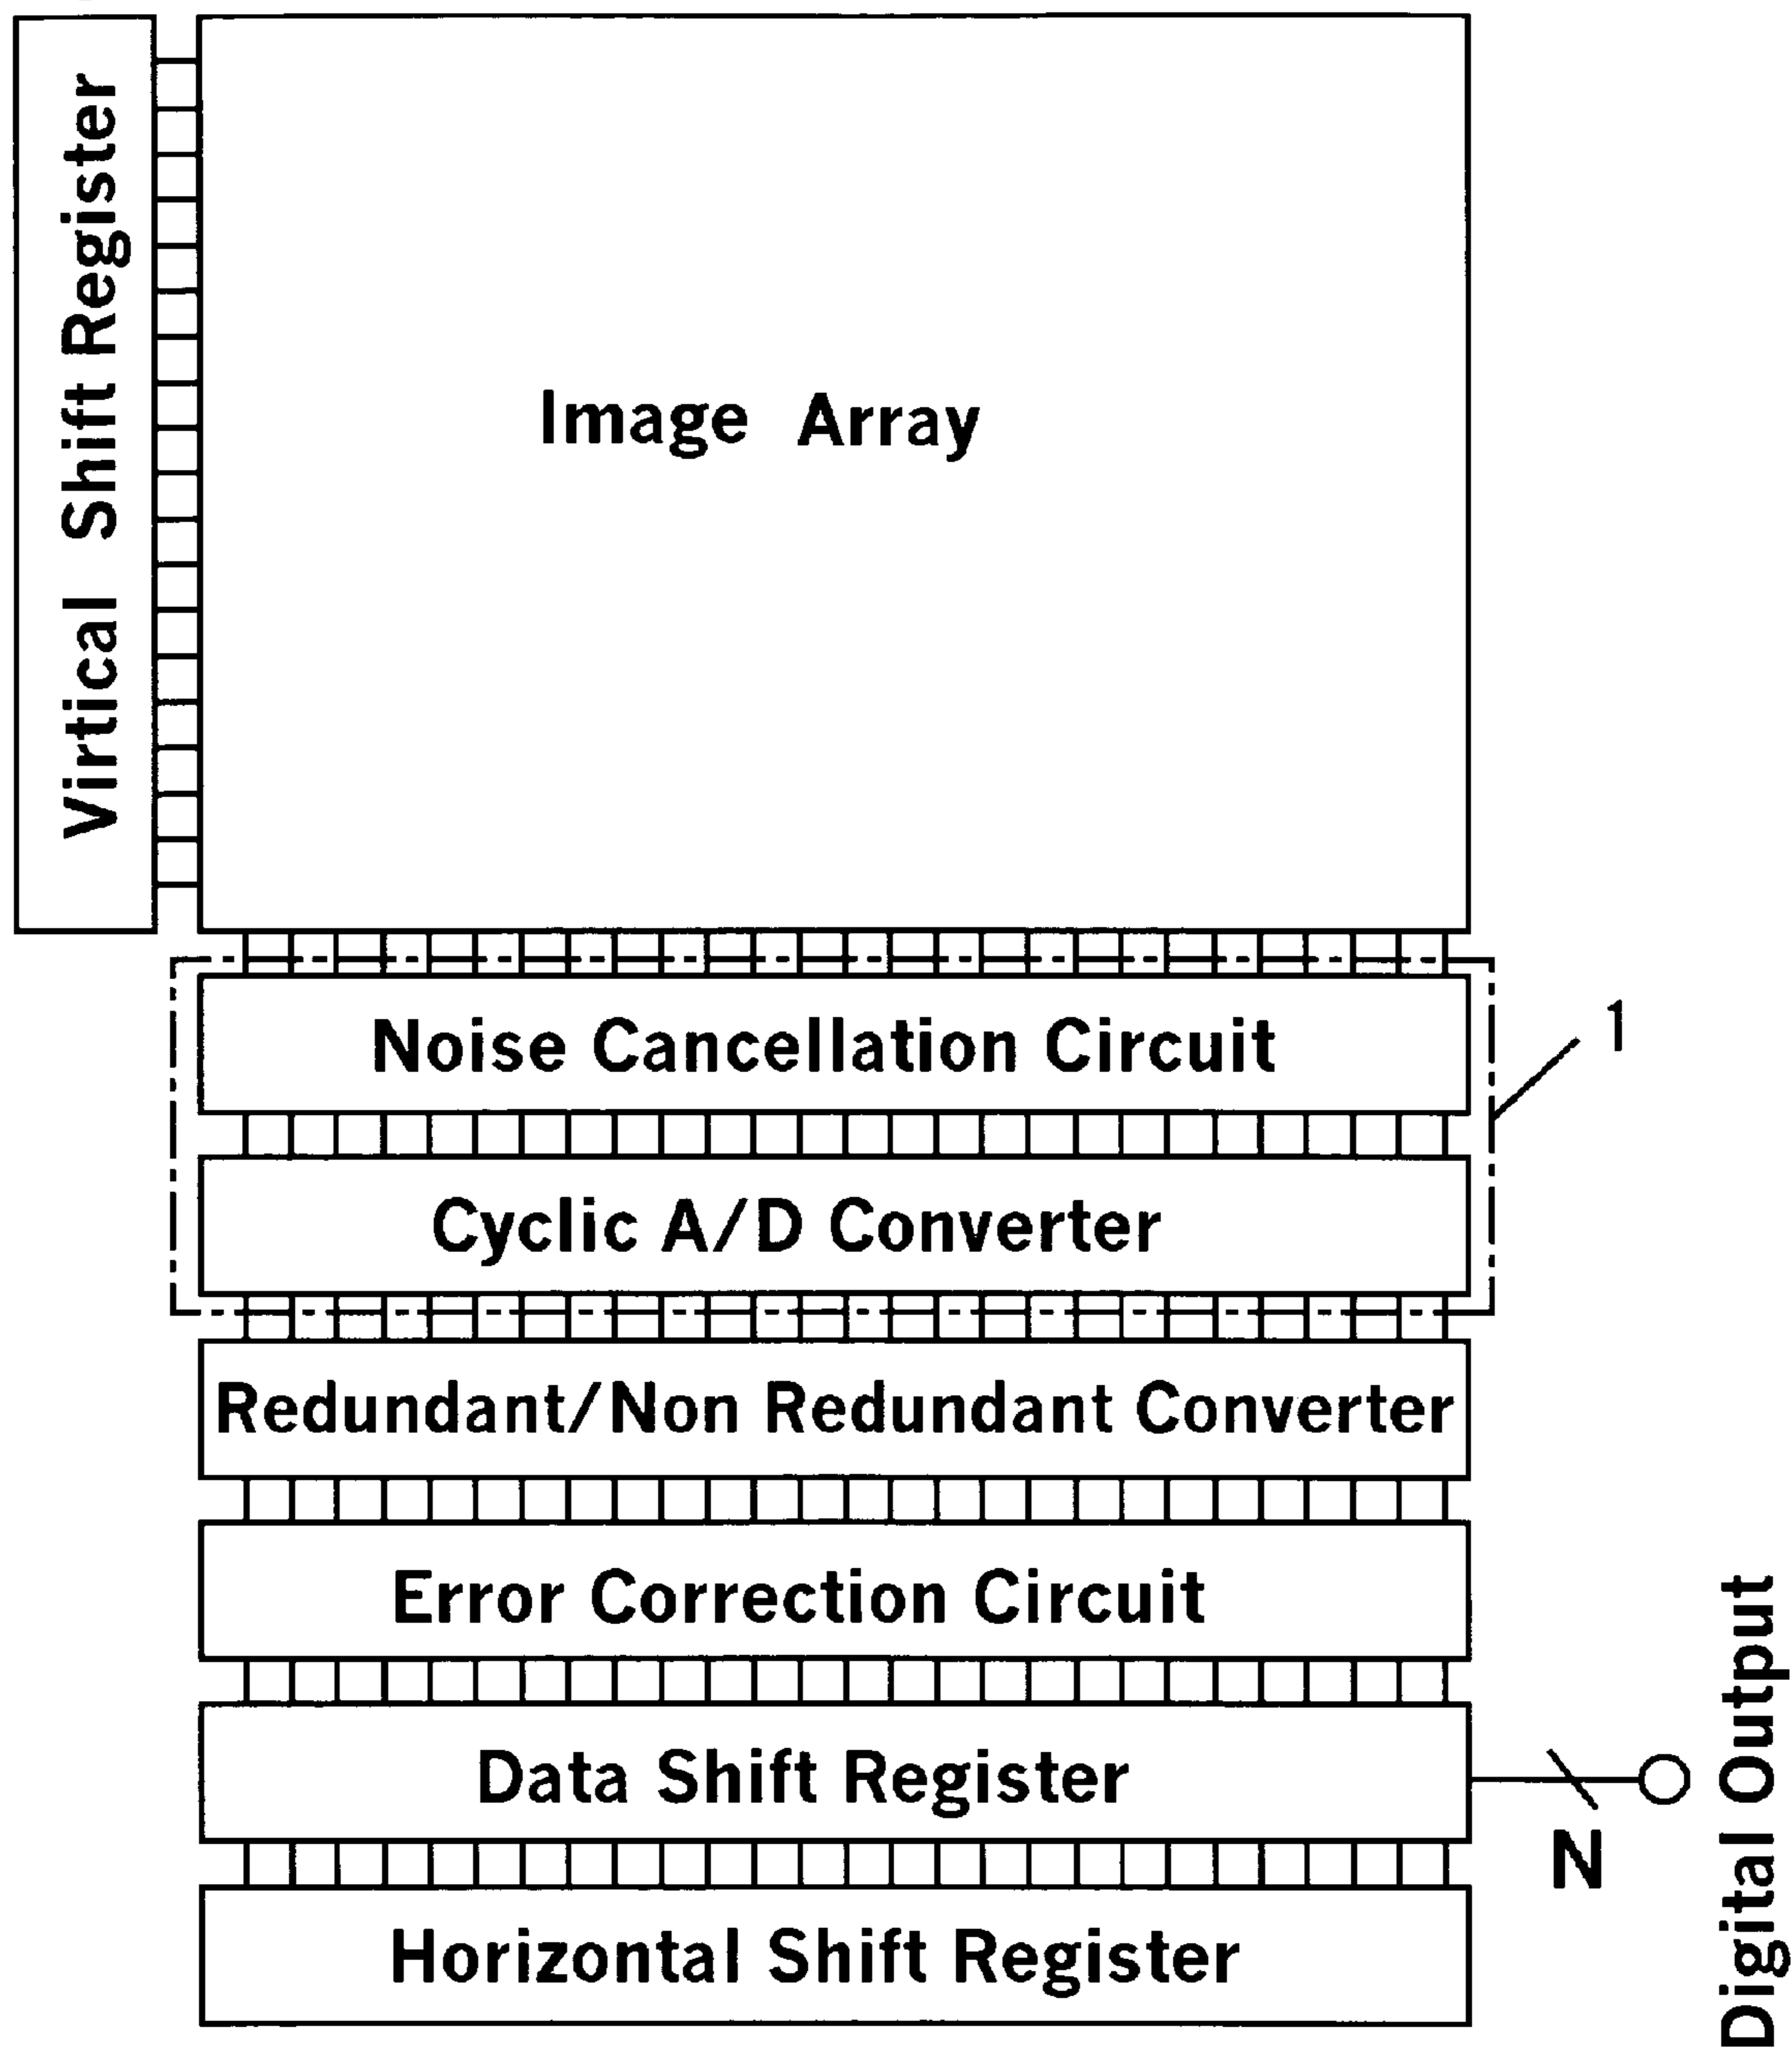 Virtical Shift Register
Image Array
Noise Cancellation Circuit
1
Cyclic A/D Converter
Redundant/Non Redundant Converter
Error Correction Circuit
Data Shift Register
N
Digital Output
Horizontal Shift Register